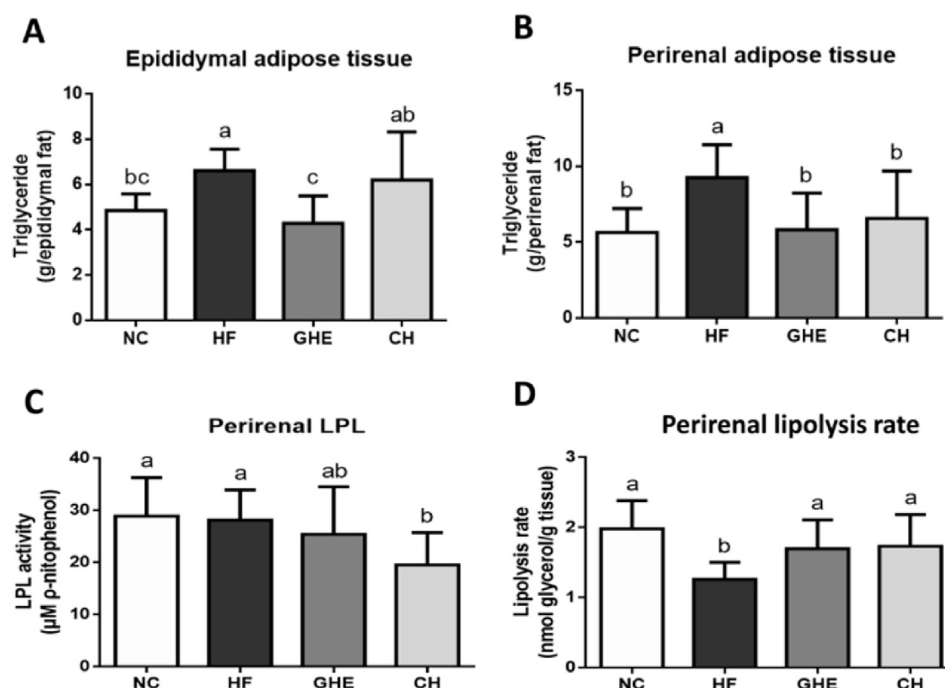 A
Epididymal adipose tissue
Triglyceride
(g/epididymal fat)
10
8
6
4
2
0
bc
a
c
ab
NC HF GHE CH
B
Perirenal adipose tissue
Triglyceride
(g/perirenal fat)
15
10
5
0
b
a
b
b
NC HF GHE CH
C
Perirenal LPL
LPL activity
(µM ρ-nitophenol)
40
30
20
10
0
a
a
ab
b
NC HF GHE CH
D
Perirenal lipolysis rate
Lipolysis rate
(nmol glycerol/g tissue)
3
2
1
0
a
b
a
a
NC HF GHE CH